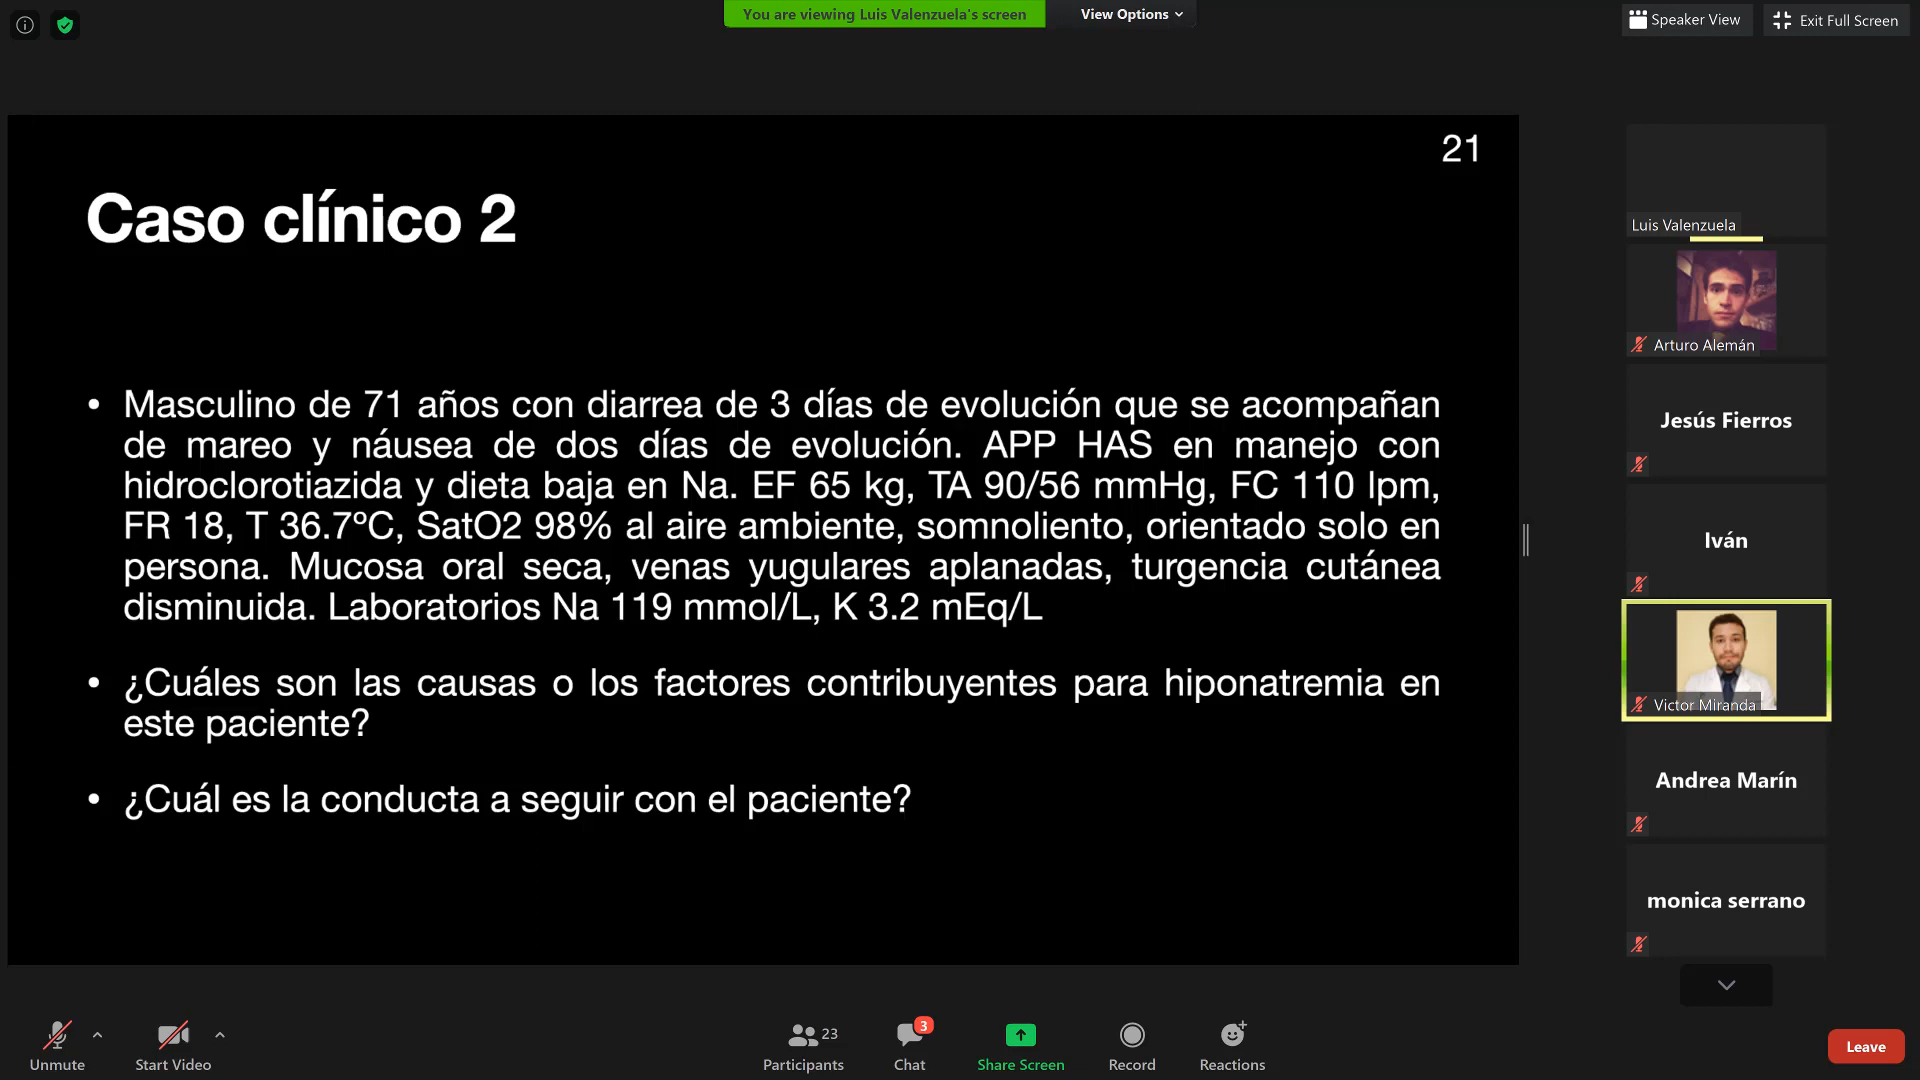 You are viewing Luis Valenzuela's screen
View Options
Speaker View
Exit Full Screen
21
Caso clínico 2
• Masculino de 71 años con diarrea de 3 días de evolución que se acompañan
de mareo y náusea de dos días de evolución. APP HAS en manejo con
hidroclorotiazida y dieta baja en Na. EF 65 kg, TA 90/56 mmHg, FC 110 lpm,
FR 18, T 36.7ºC, SatO2 98% al aire ambiente, somnoliento, orientado solo en
persona. Mucosa oral seca, venas yugulares aplanadas, turgencia cutánea
disminuida. Laboratorios Na 119 mmol/L, K 3.2 mEq/L
• ¿Cuáles son las causas o los factores contribuyentes para hiponatremia en
este paciente?
• ¿Cuál es la conducta a seguir con el paciente?
Luis Valenzuela
Arturo Alemán
Jesús Fierros
Iván
Victor Miranda
Andrea Marín
monica serrano
Unmute
Start Video
23
Participants
3
Chat
Share Screen
Record
Reactions
Leave